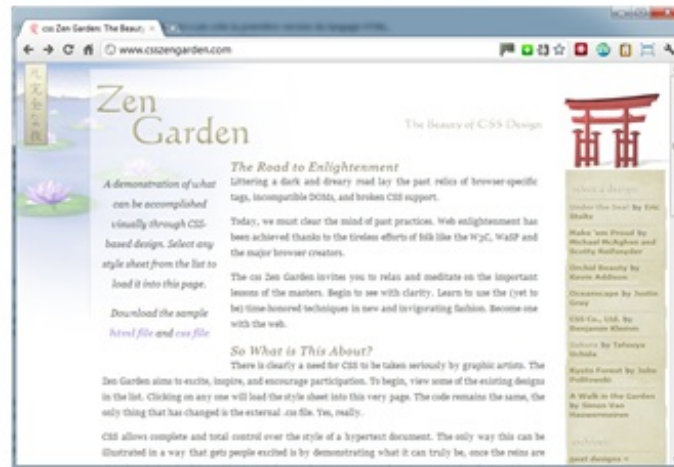 css Zen Garden: The Beauty
www.csszengarden.com
Zen
Garden
The Beauty of CSS Design
A demonstration of what
can be accomplished
visually through CSS-
based design. Select any
style sheet from the list to
load it into this page.
Download the sample
html file and css file
The Road to Enlightenment
Littering a dark and dreary road lay the past relics of browser-specific
tags, incompatible DOMs, and broken CSS support.
Today, we must clear the mind of past practices. Web enlightenment has
been achieved thanks to the tireless efforts of folk like the W3C, WaSP and
the major browser creators.
The css Zen Garden invites you to relax and meditate on the important
lessons of the masters. Begin to see with clarity. Learn to use the (yet to
be) time-honored techniques in new and invigorating fashion. Become one
with the web.
So What is This About?
There is clearly a need for CSS to be taken seriously by graphic artists. The
Zen Garden aims to excite, inspire, and encourage participation. To begin, view some of the existing designs
in the list. Clicking on any one will load the style sheet into this very page. The code remains the same, the
only thing that has changed is the external .css file. Yes, really.
CSS allows complete and total control over the style of a hypertext document. The only way this can be
illustrated in a way that gets people excited is by demonstrating what it can truly be, once the reins are
select a design:
Under the Sea! by Eric
Stoltz
Make 'em Proud by
Michael McAghon and
Scotty Reifsnyder
Orchid Beauty by
Kevin Addison
Oceanscape by Justin
Gray
CSS Co., Ltd. by
Benjamin Klemm
Sakura by Tatsuya
Uchida
Kyoto Forest by John
Politowski
A Walk in the Garden
by Simon Van
Hauwermeiren
archives:
next designs »